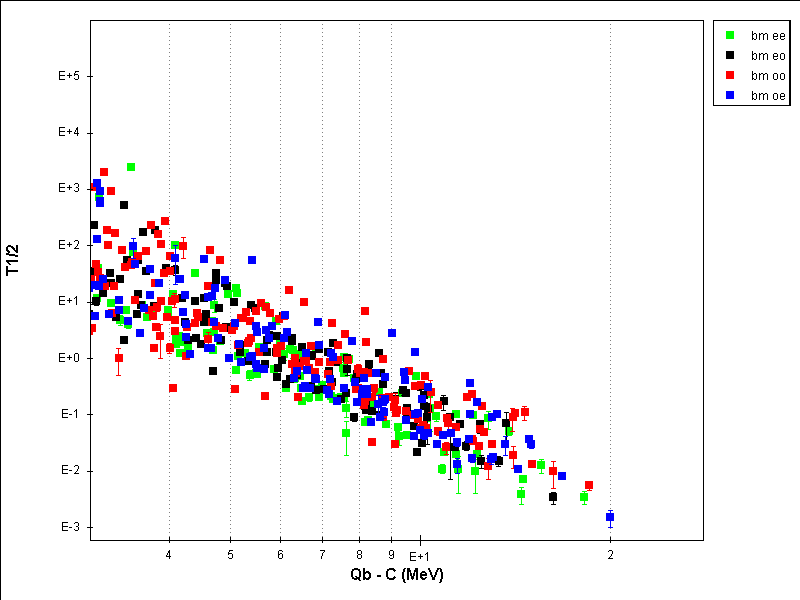 bm ee
bm eo
bm oo
bm oe
E+5
E+4
E+3
E+2
E+1
E+0
E-1
E-2
E-3
T1/2
4 5 6 7 8 9 E+1 2
Qb - C (MeV)